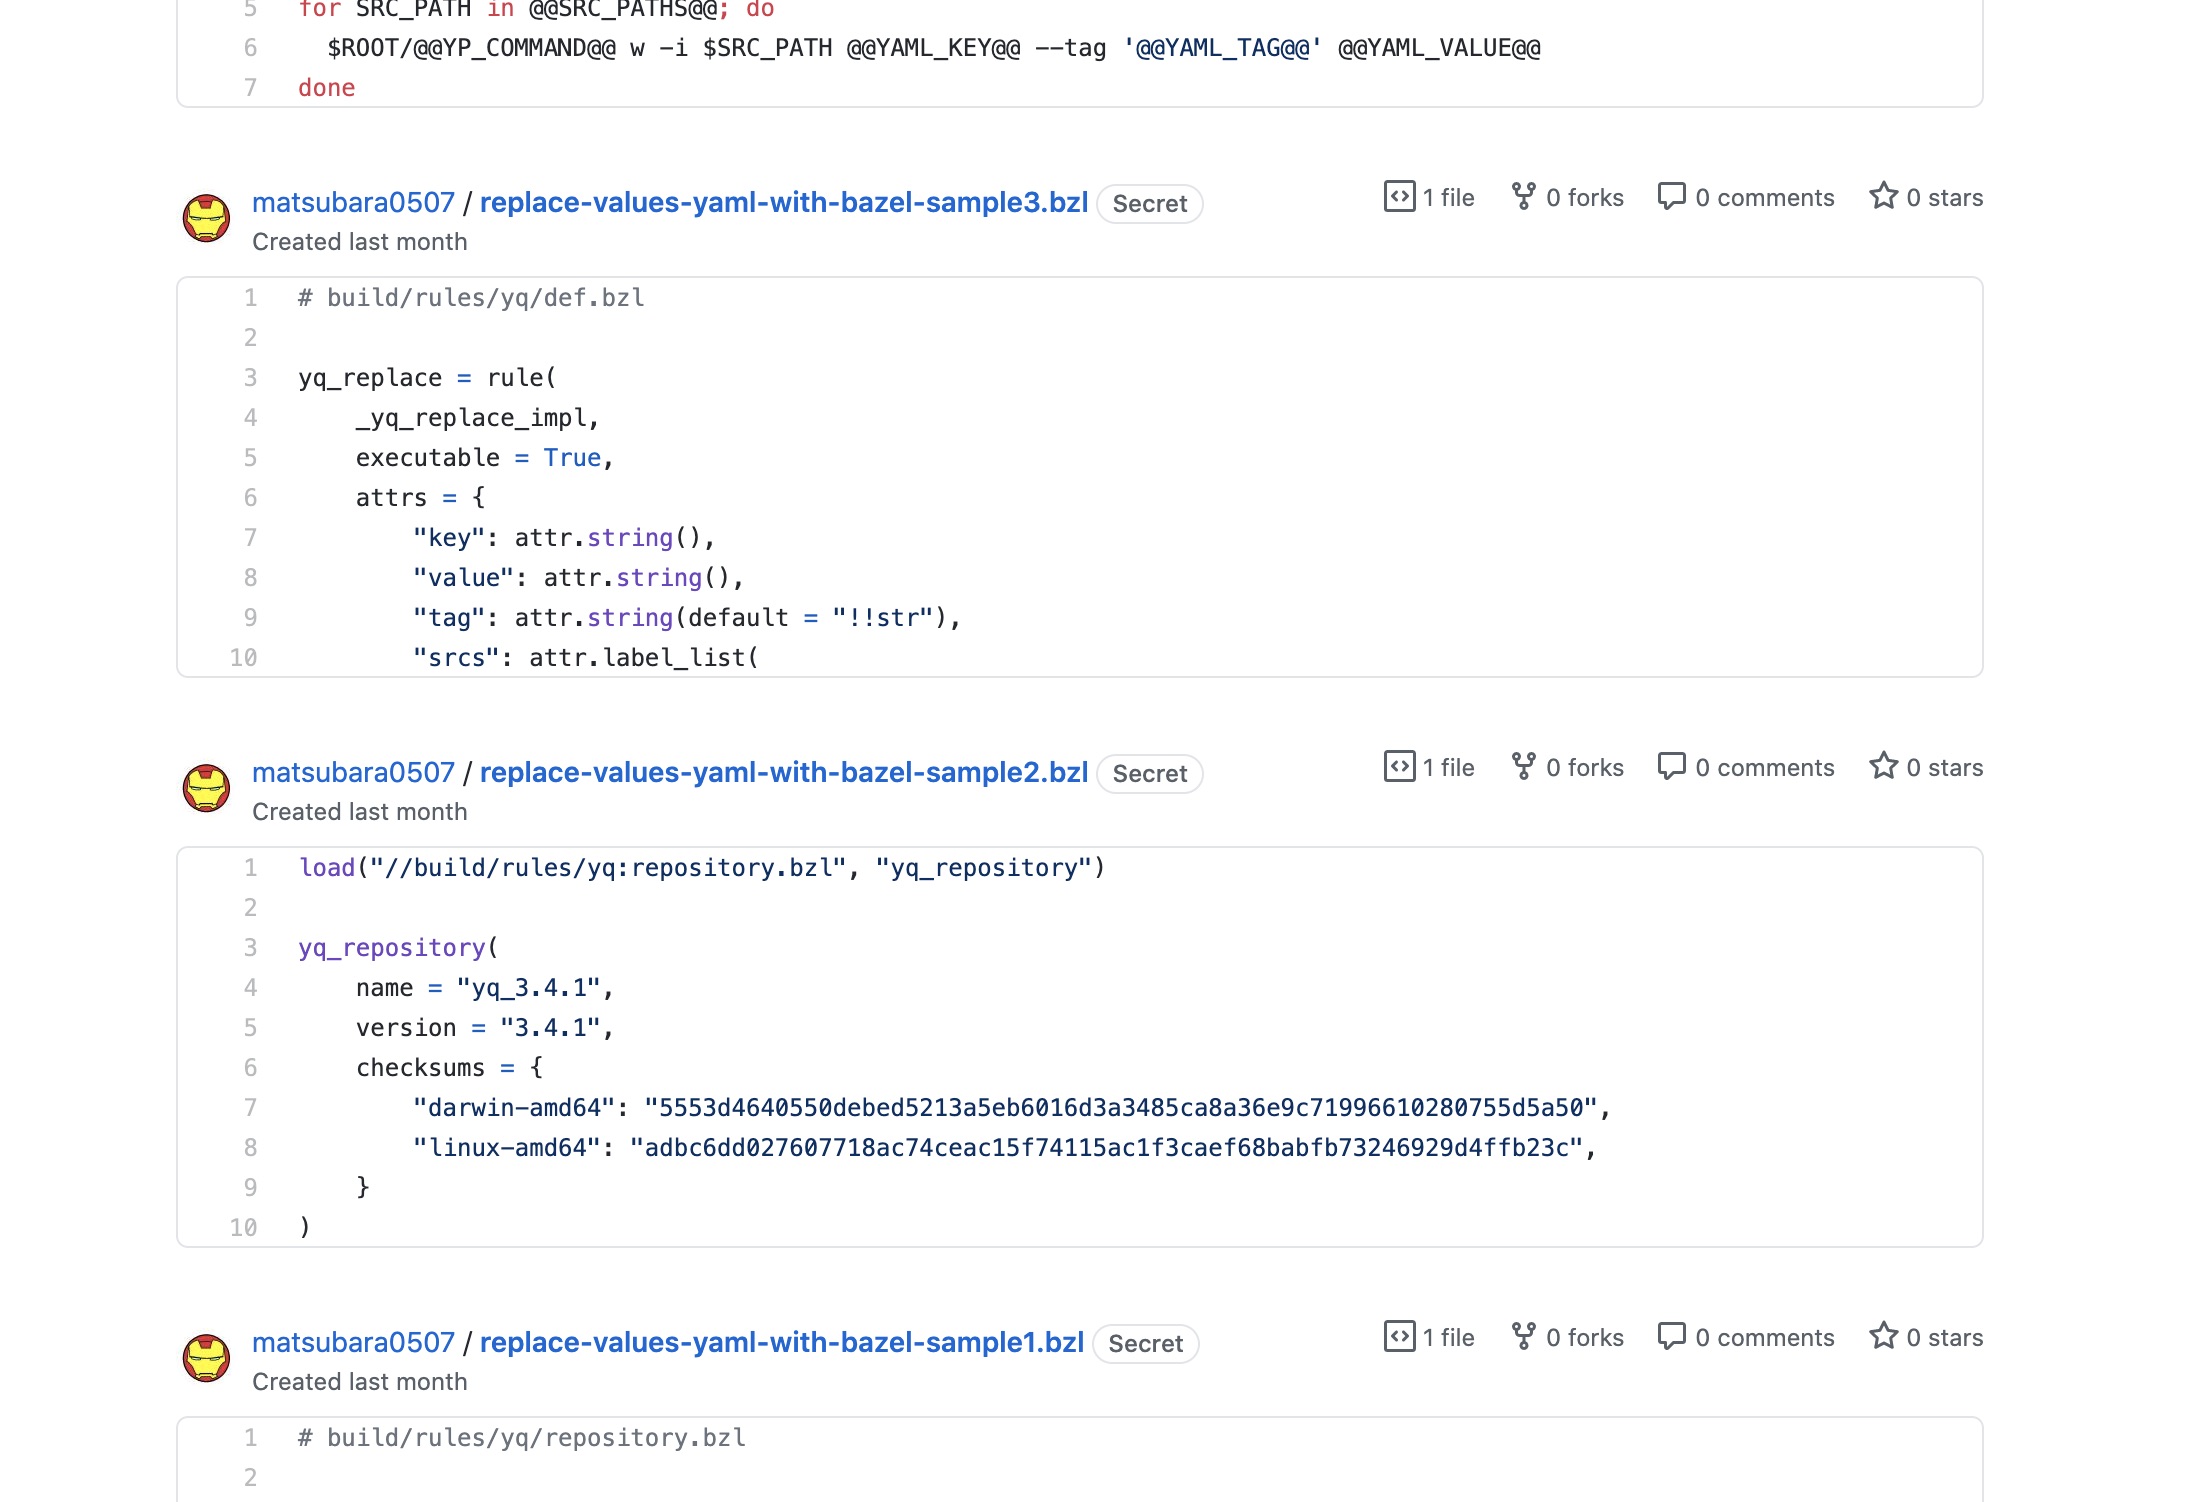 5 for SRC_PATH in @@SRC_PATHS@@; do
6 $ROOT/@@YP_COMMAND@@ w -i $SRC_PATH @@YAML_KEY@@ --tag '@@YAML_TAG@@' @@YAML_VALUE@@
7 done
matsubara0507 / replace-values-yaml-with-bazel-sample3.bzl Secret 1 file 0 forks 0 comments 0 stars
Created last month
1 # build/rules/yq/def.bzl
2
3 yq_replace = rule(
4 _yq_replace_impl,
5 executable = True,
6 attrs = {
7 "key": attr.string(),
8 "value": attr.string(),
9 "tag": attr.string(default = "!!str"),
10 "srcs": attr.label_list(
matsubara0507 / replace-values-yaml-with-bazel-sample2.bzl Secret 1 file 0 forks 0 comments 0 stars
Created last month
1 load("//build/rules/yq:repository.bzl", "yq_repository")
2
3 yq_repository(
4 name = "yq_3.4.1",
5 version = "3.4.1",
6 checksums = {
7 "darwin-amd64": "5553d4640550debed5213a5eb6016d3a3485ca8a36e9c71996610280755d5a50",
8 "linux-amd64": "adbc6dd027607718ac74ceac15f74115ac1f3caef68babfb73246929d4ffb23c",
9 }
10 )
matsubara0507 / replace-values-yaml-with-bazel-sample1.bzl Secret 1 file 0 forks 0 comments 0 stars
Created last month
1 # build/rules/yq/repository.bzl
2